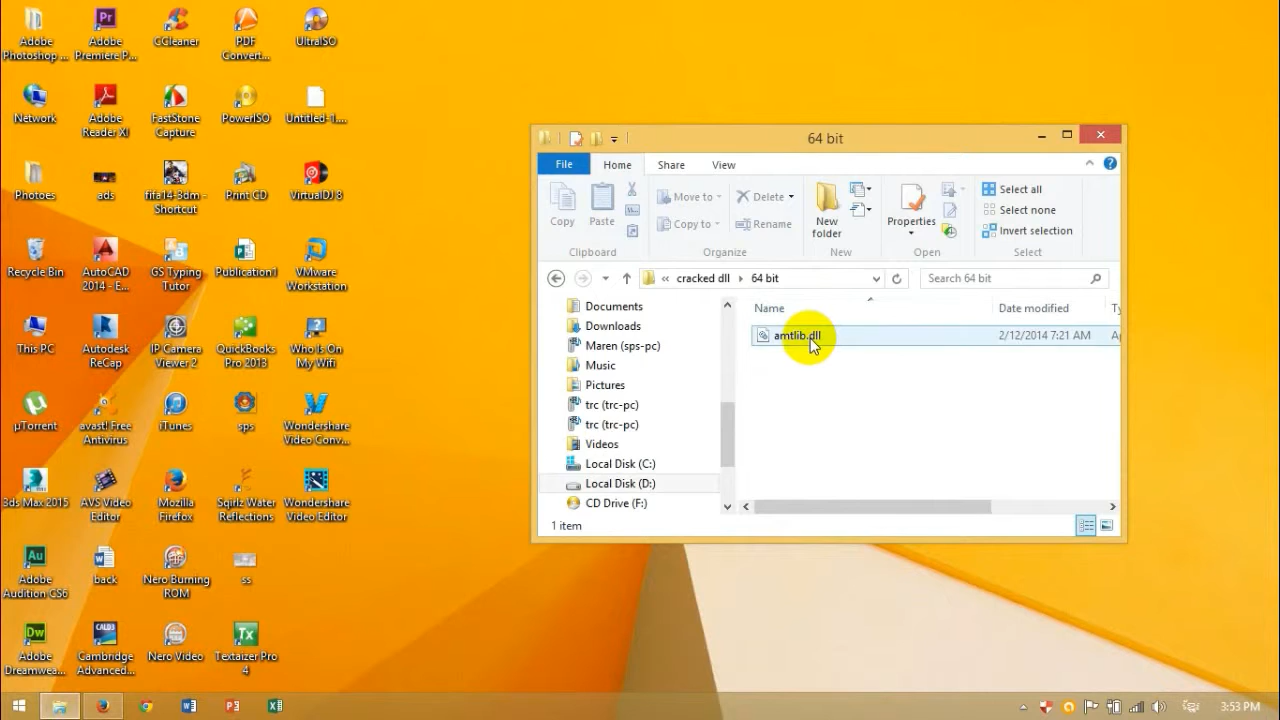 Adobe Photoshop ...
Adobe Premiere P...
CCleaner
PDF Convert...
UltraISO
Network
Adobe Reader XI
FastStone Capture
PowerISO
Untitled-1....
Photoes
ads
fifa14-3dm - Shortcut
Print CD
VirtualDJ 8
Recycle Bin
AutoCAD 2014 - E...
GS Typing Tutor
Publication1
VMware Workstation
This PC
Autodesk ReCap
IP Camera Viewer 2
QuickBooks Pro 2013
Who Is On My Wifi
µTorrent
avast! Free Antivirus
iTunes
sps
Wondershare Video Conv...
3ds Max 2015
AVS Video Editor
Mozilla Firefox
Sqirlz Water Reflections
Wondershare Video Editor
Adobe Audition CS6
back
Nero Burning ROM
ss
Adobe Dreamwea...
Cambridge Advanced...
Nero Video
Textaizer Pro 4
64 bit
File
Home
Share
View
Copy
Paste
Move to
Copy to
Delete
Rename
New folder
Properties
Select all
Select none
Invert selection
Clipboard
Organize
New
Open
Select
« cracked dll
64 bit
Search 64 bit
Documents
Downloads
Maren (sps-pc)
Music
Pictures
trc (trc-pc)
trc (trc-pc)
Videos
Local Disk (C:)
Local Disk (D:)
CD Drive (F:)
Name
Date modified
Ty
amtlib.dll
2/12/2014 7:21 AM
Ap
1 item
3:53 PM